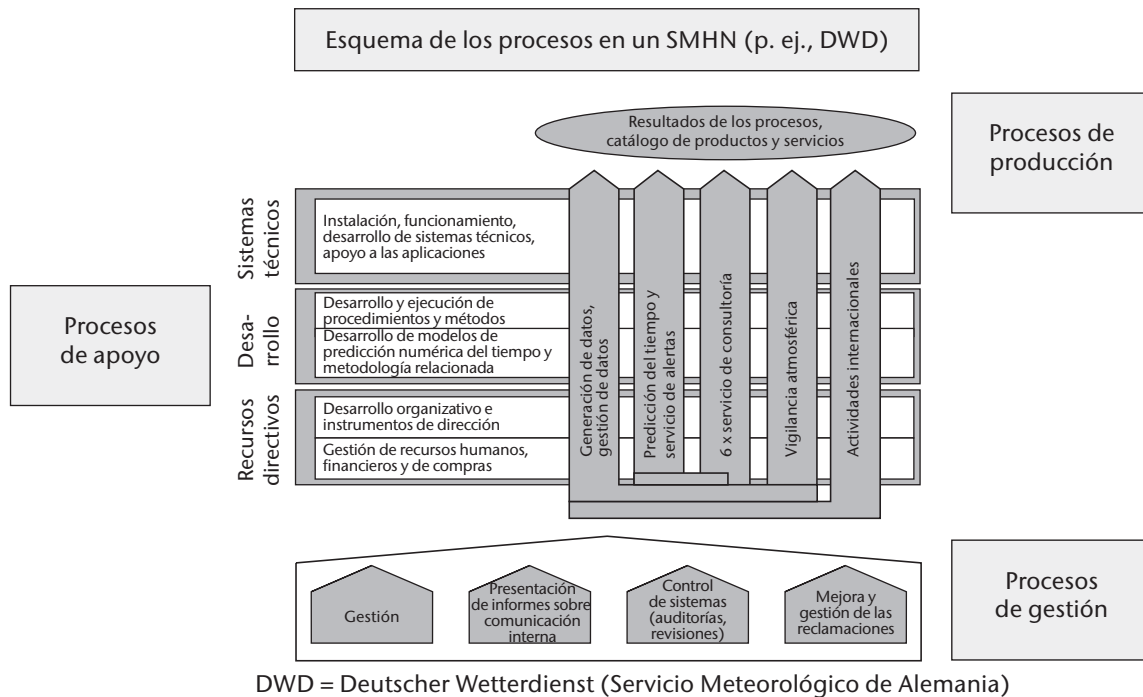 Esquema de los procesos en un SMHN (p. ej., DWD)
Resultados de los procesos,
catálogo de productos y servicios
Procesos de
producción
Sistemas
técnicos
Instalación, funcionamiento,
desarrollo de sistemas técnicos,
apoyo a las aplicaciones
Procesos
de apoyo
Desa-
rrollo
Desarrollo y ejecución de
procedimientos y métodos
Desarrollo de modelos de
predicción numérica del tiempo y
metodología relacionada
Recursos
directivos
Desarrollo organizativo e
instrumentos de dirección
Gestión de recursos humanos,
financieros y de compras
Generación de datos,
gestión de datos
Predicción del tiempo y
servicio de alertas
6 x servicio de consultoría
Vigilancia atmosférica
Actividades internacionales
Gestión
Presentación
de informes sobre
comunicación
interna
Control
de sistemas
(auditorías,
revisiones)
Mejora y
gestión de las
reclamaciones
Procesos
de gestión
DWD = Deutscher Wetterdienst (Servicio Meteorológico de Alemania)